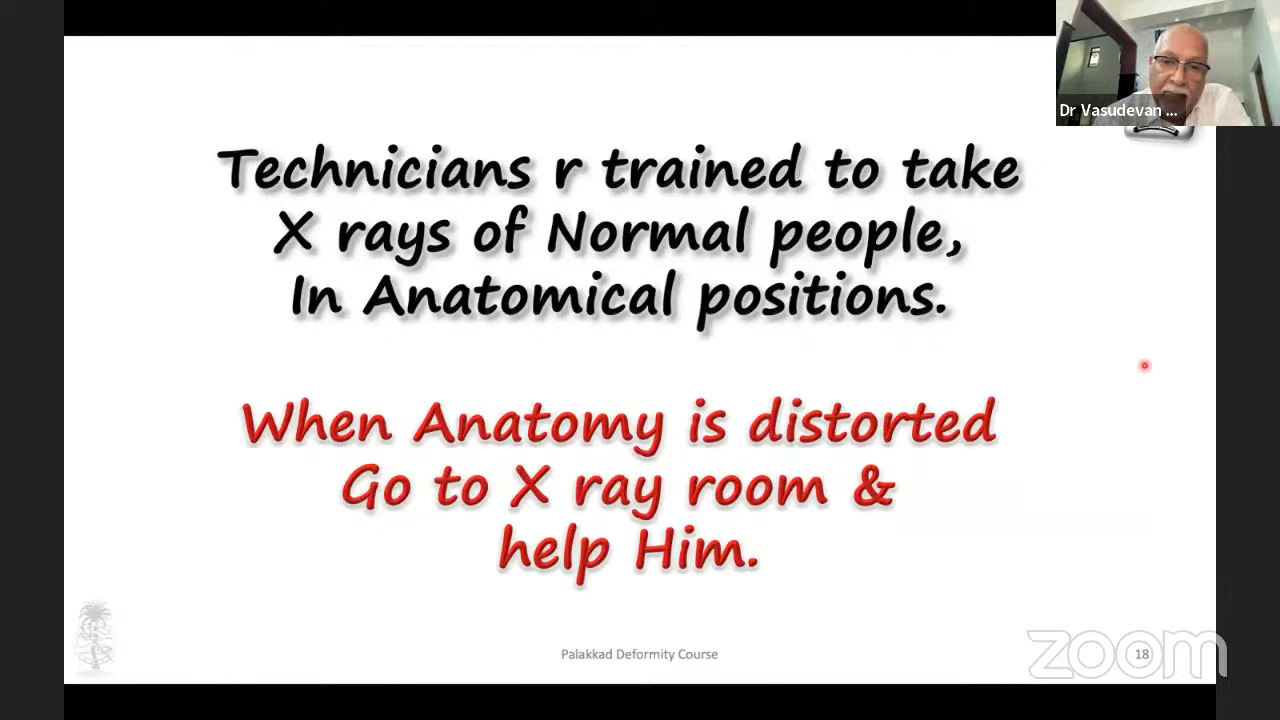 Dr Vasudevan ...
Technicians r trained to take
X rays of Normal people,
In Anatomical positions.
When Anatomy is distorted
Go to X ray room &
help Him.
Palakkad Deformity Course
18
zoom